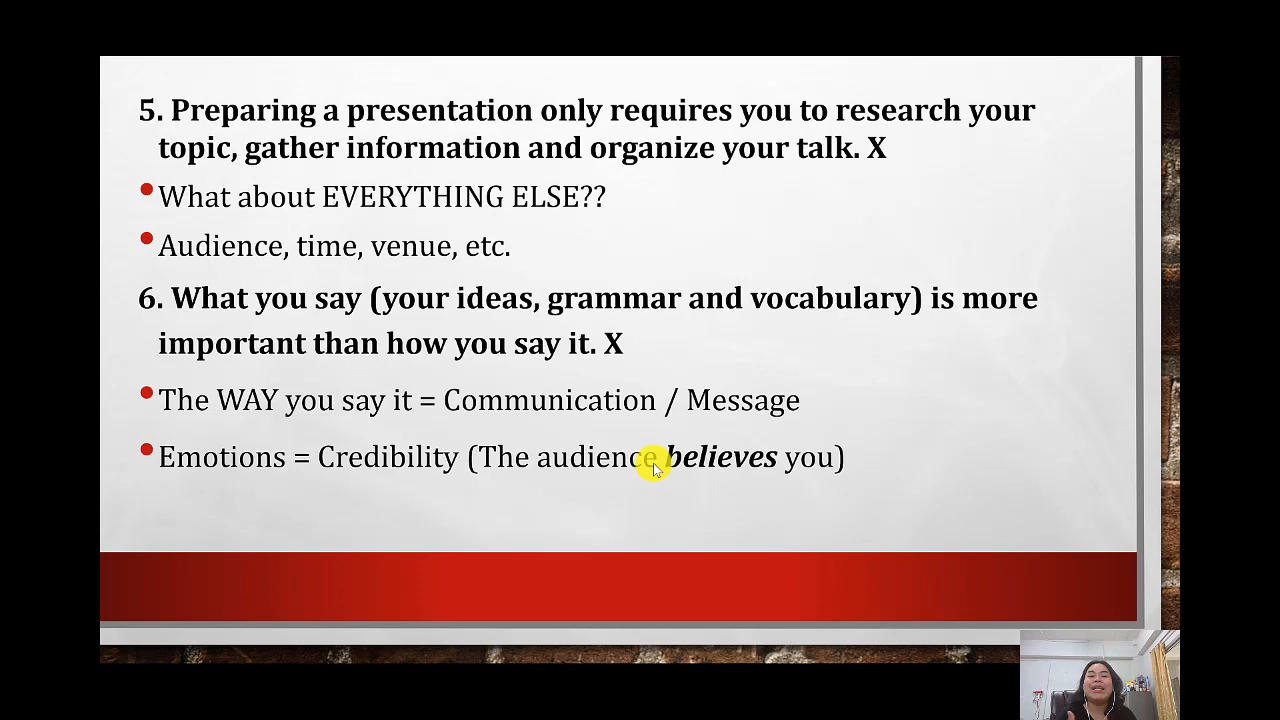 5. Preparing a presentation only requires you to research your
topic, gather information and organize your talk. X
What about EVERYTHING ELSE??
Audience, time, venue, etc.
6. What you say (your ideas, grammar and vocabulary) is more
important than how you say it. X
The WAY you say it = Communication / Message
Emotions = Credibility (The audience believes you)